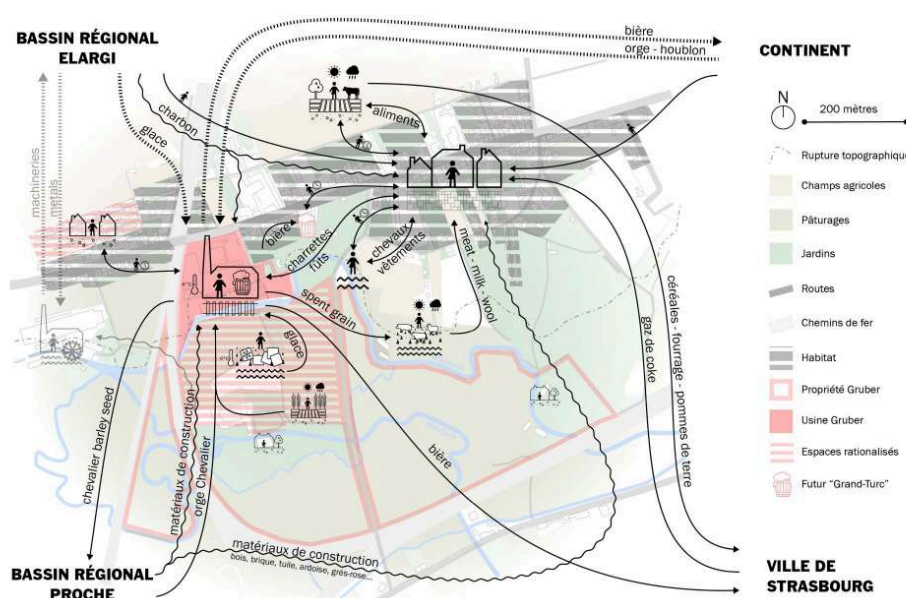 BASSIN RÉGIONAL
ELARGI
bière
orge - houblon
CONTINENT
N
200 mètres
Rupture topographique
Champs agricoles
Pâturages
Jardins
Routes
Chemins de fer
Habitat
Propriété Gruber
Usine Gruber
Espaces rationalisés
Futur "Grand-Turc"
machineries
metals
glace
charbon
aliments
bière
charrettes
fûts
chevaux
vêtements
meat - milk - wool
spent grain
glace
céréales - fourrage - pommes de terre
gaz de coke
chevalier barley seed
matériaux de construction
orge Chevalier
bière
matériaux de construction
bois, brique, tuile, ardoise, grès-rose...
BASSIN RÉGIONAL
PROCHE
VILLE DE
STRASBOURG